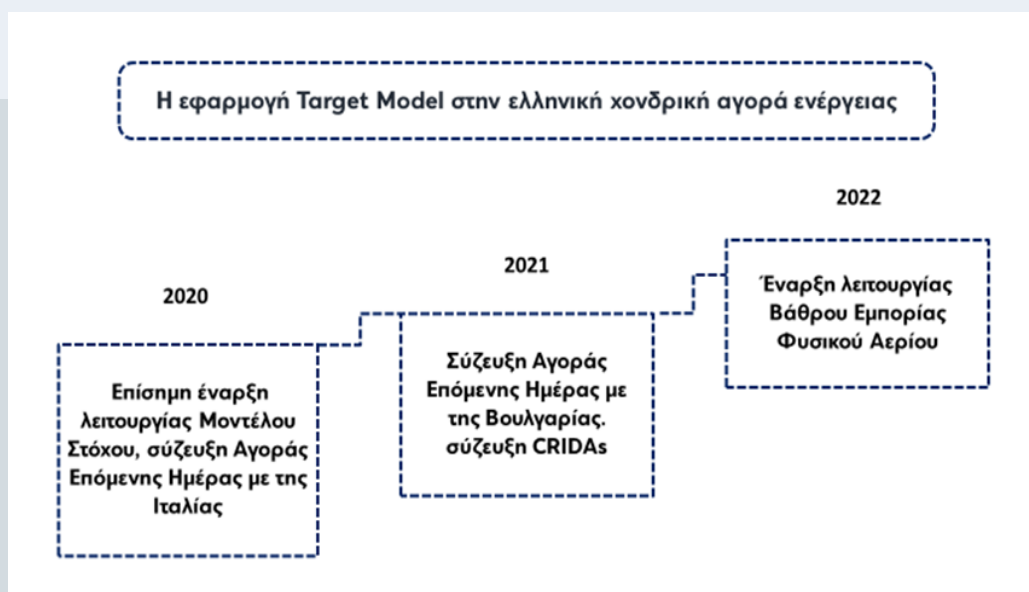 Η εφαρμογή Target Model στην ελληνική χονδρική αγορά ενέργειας
2020
Επίσημη έναρξη
λειτουργίας Μοντέλου
Στόχου, σύζευξη Αγοράς
Επόμενης Ημέρας με της
Ιταλίας
2021
Σύζευξη Αγοράς
Επόμενης Ημέρας με
της Βουλγαρίας.
σύζευξη CRIDAs
2022
Έναρξη λειτουργίας
Βάθρου Εμπορίας
Φυσικού Αερίου